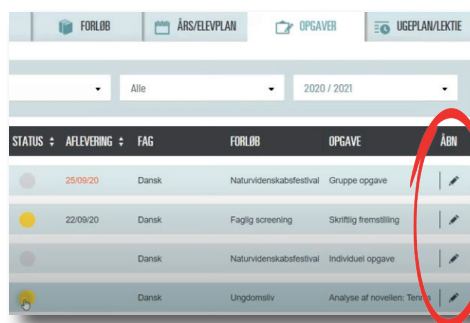 FORLØB ÅRS/ELEVPLAN OPGAVER UGEPLAN/LEKTIE
Alle 2020 / 2021
STATUS AFLEVERING FAG FORLØB OPGAVE ÅBN
25/09/20 Dansk Naturvidenskabsfestival Gruppe opgave
22/09/20 Dansk Faglig screening Skriftlig fremstilling
Dansk Naturvidenskabsfestival Individuel opgave
Dansk Ungdomsliv Analyse af novellen: Tennis